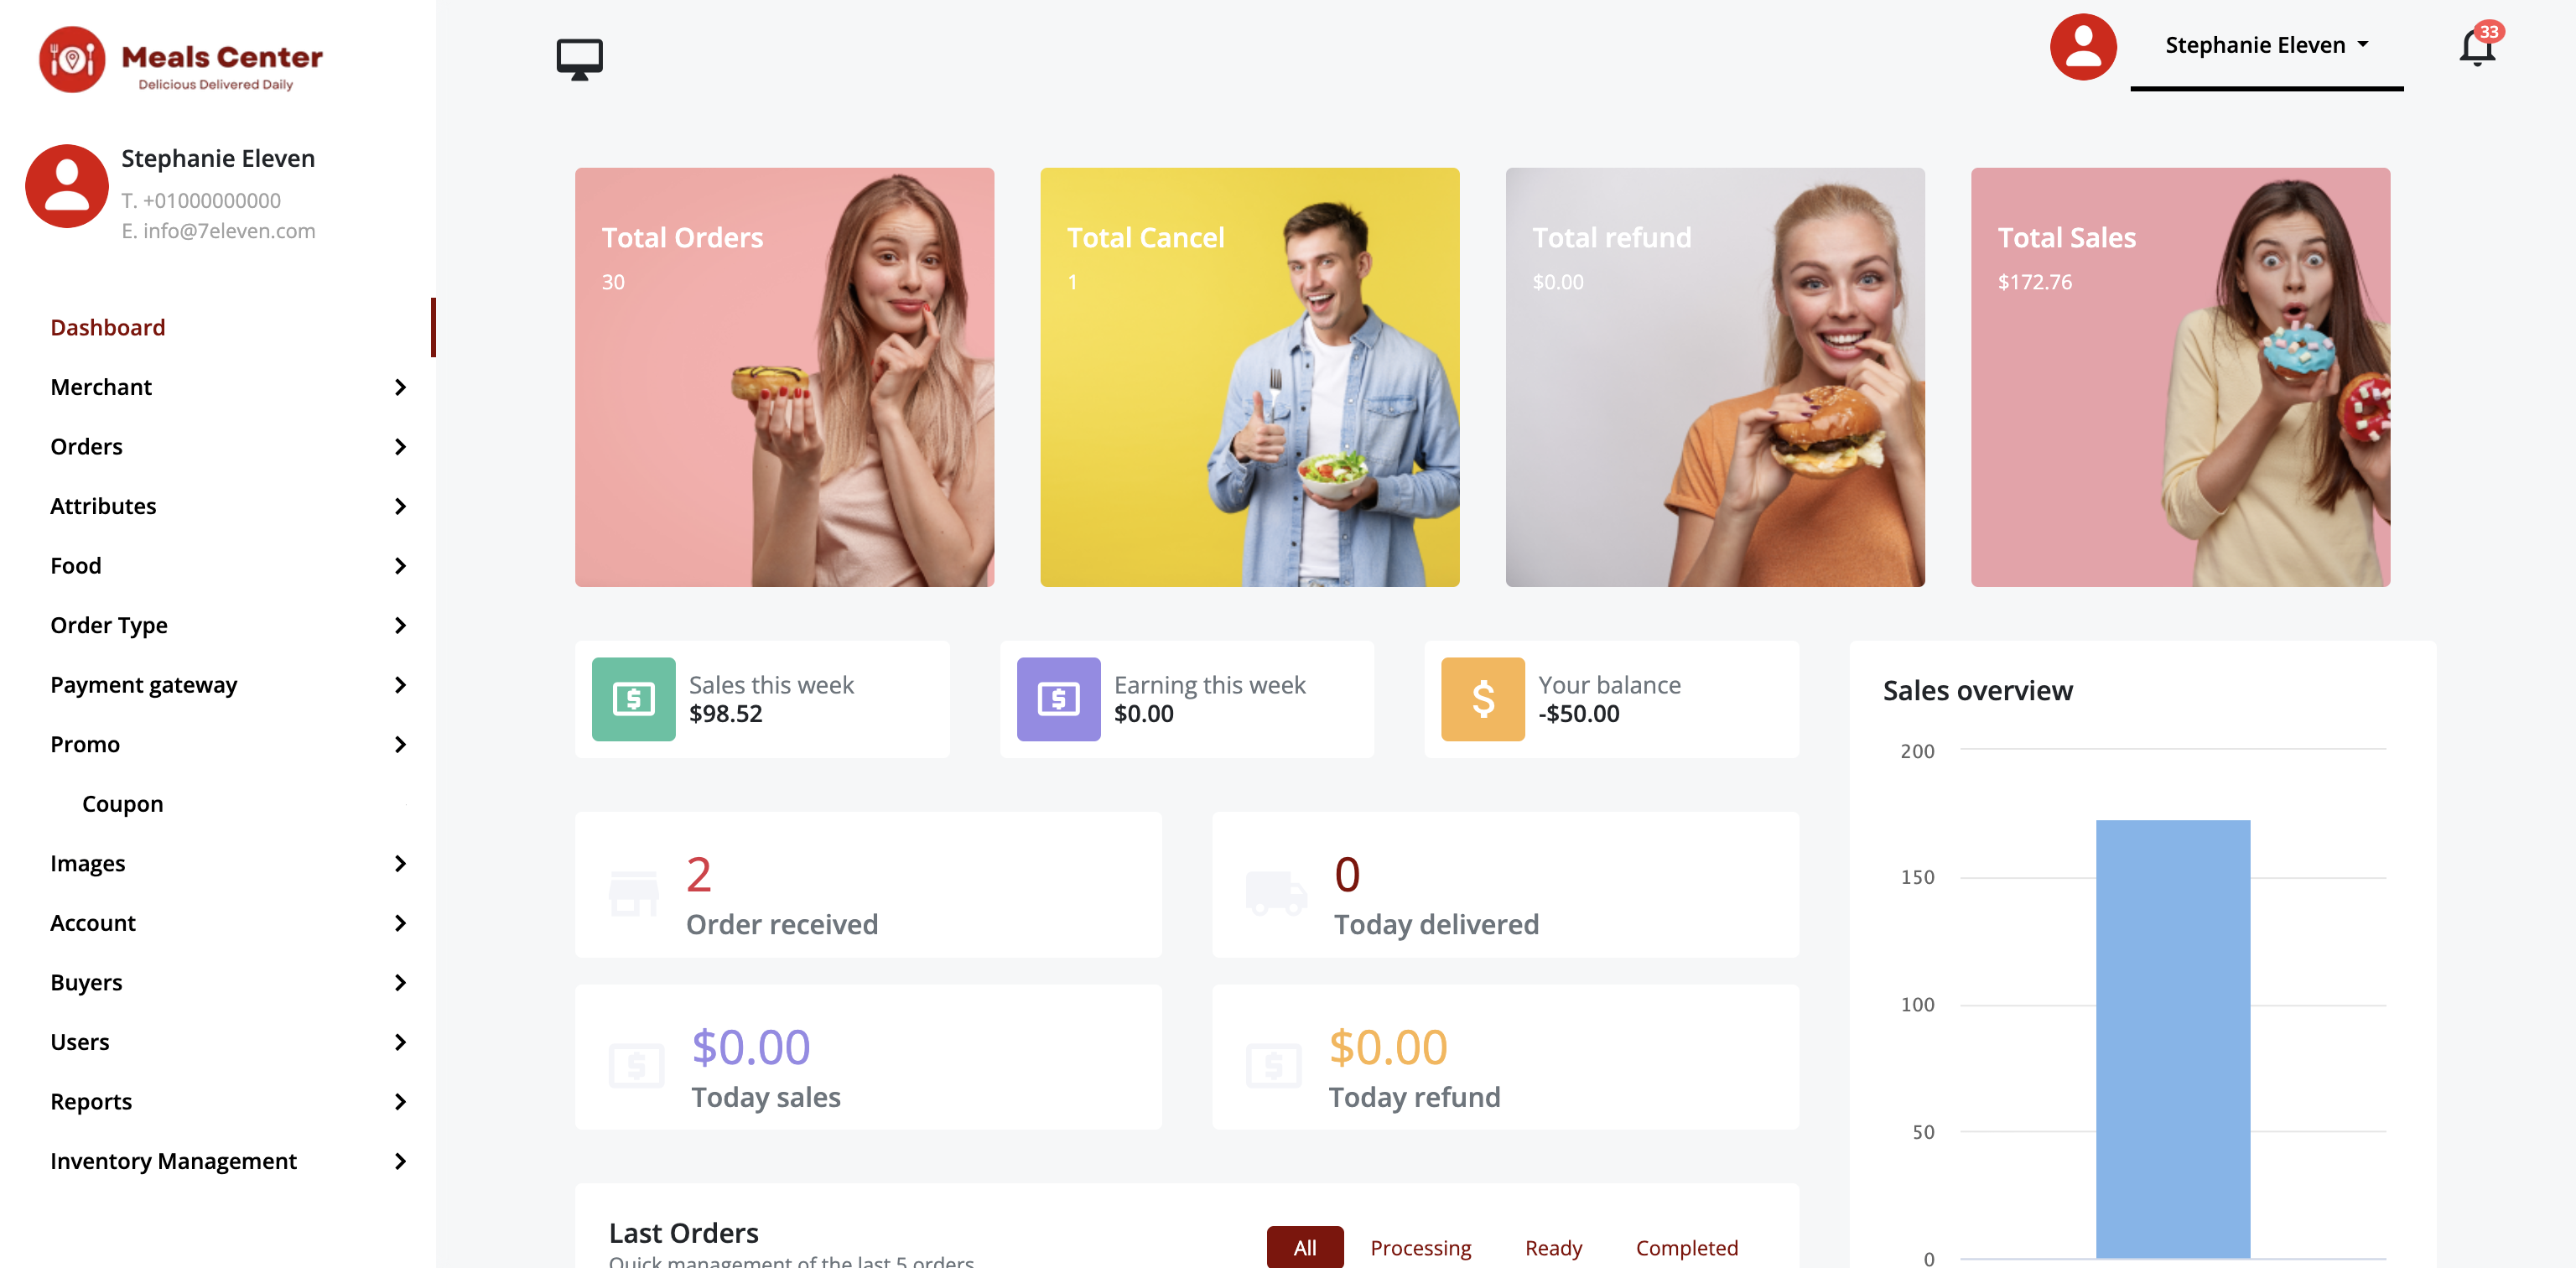 Meals Center
Delicious Delivered Daily
Stephanie Eleven
T. +01000000000
E. info@7eleven.com
Dashboard
Merchant
Orders
Attributes
Food
Order Type
Payment gateway
Promo
Coupon
Images
Account
Buyers
Users
Reports
Inventory Management
Stephanie Eleven
33
Total Orders
30
Total Cancel
1
Total refund
$0.00
Total Sales
$172.76
Sales this week
$98.52
Earning this week
$0.00
Your balance
-$50.00
2
Order received
0
Today delivered
$0.00
Today sales
$0.00
Today refund
Sales overview
200
150
100
50
0
Last Orders
Quick management of the last 5 orders
All
Processing
Ready
Completed